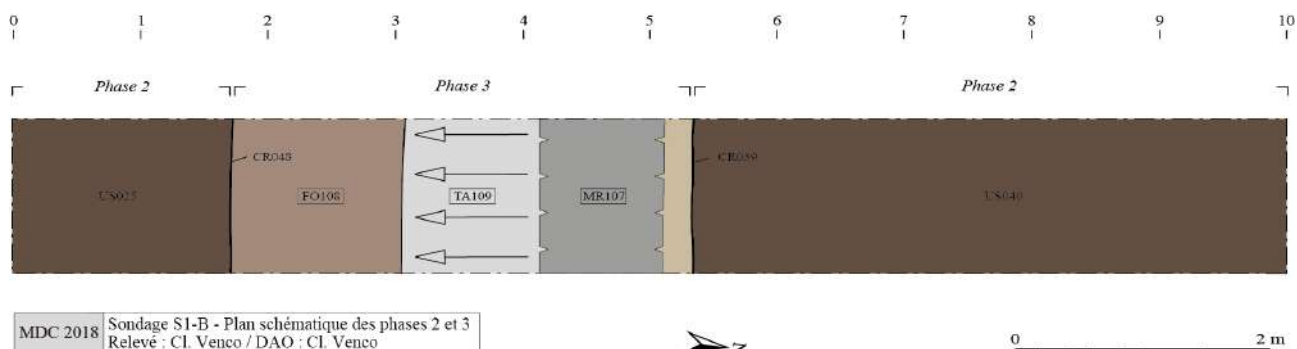 0 1 2 3 4 5 6 7 8 9 10
Phase 2 Phase 3 Phase 2
CR048 CR039
US025 FO108 TA109 MR107 US040
MDC 2018 Sondage S1-B - Plan schématique des phases 2 et 3
Relevé : Cl. Venco / DAO : Cl. Venco
N
0 2 m